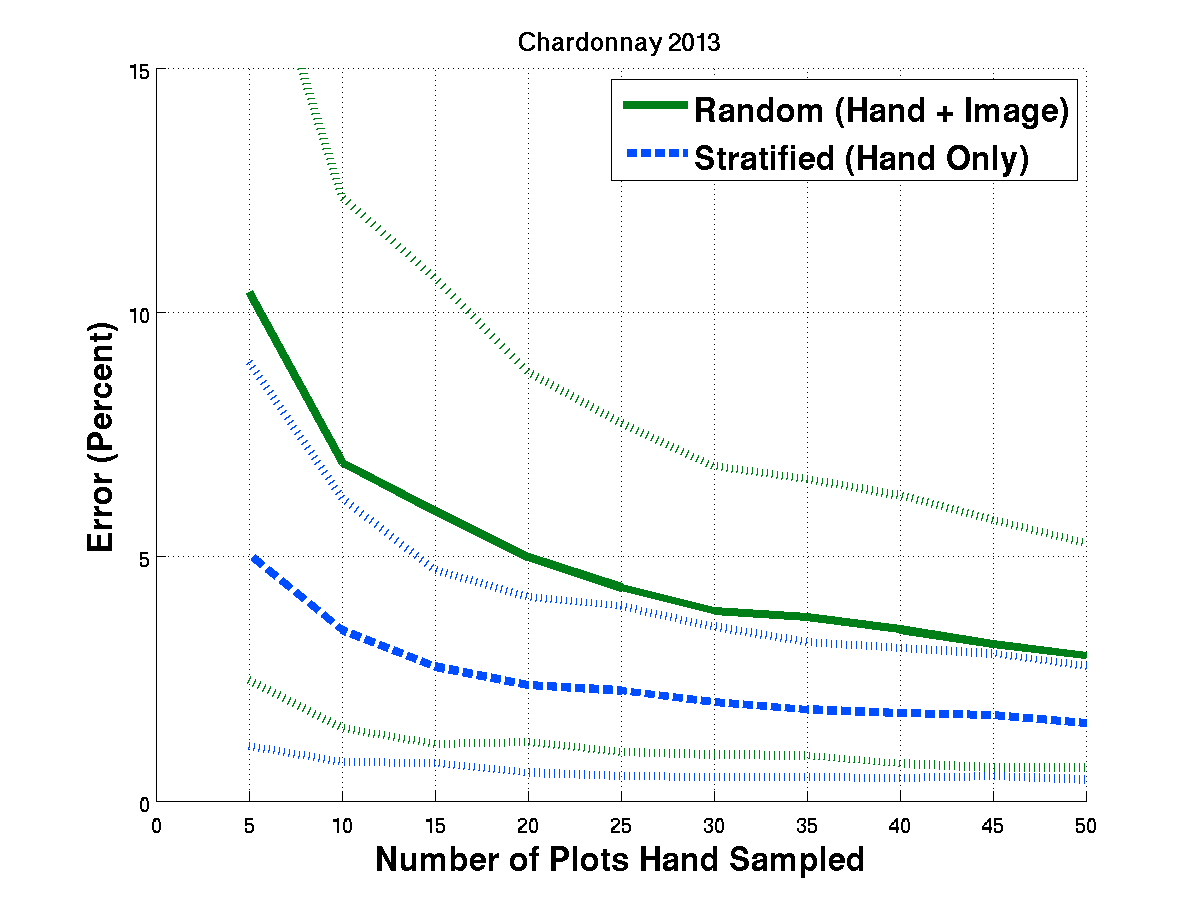 Chardonnay 2013
Random (Hand + Image)
Stratified (Hand Only)
15
10
5
0
Error (Percent)
0 5 10 15 20 25 30 35 40 45 50
Number of Plots Hand Sampled